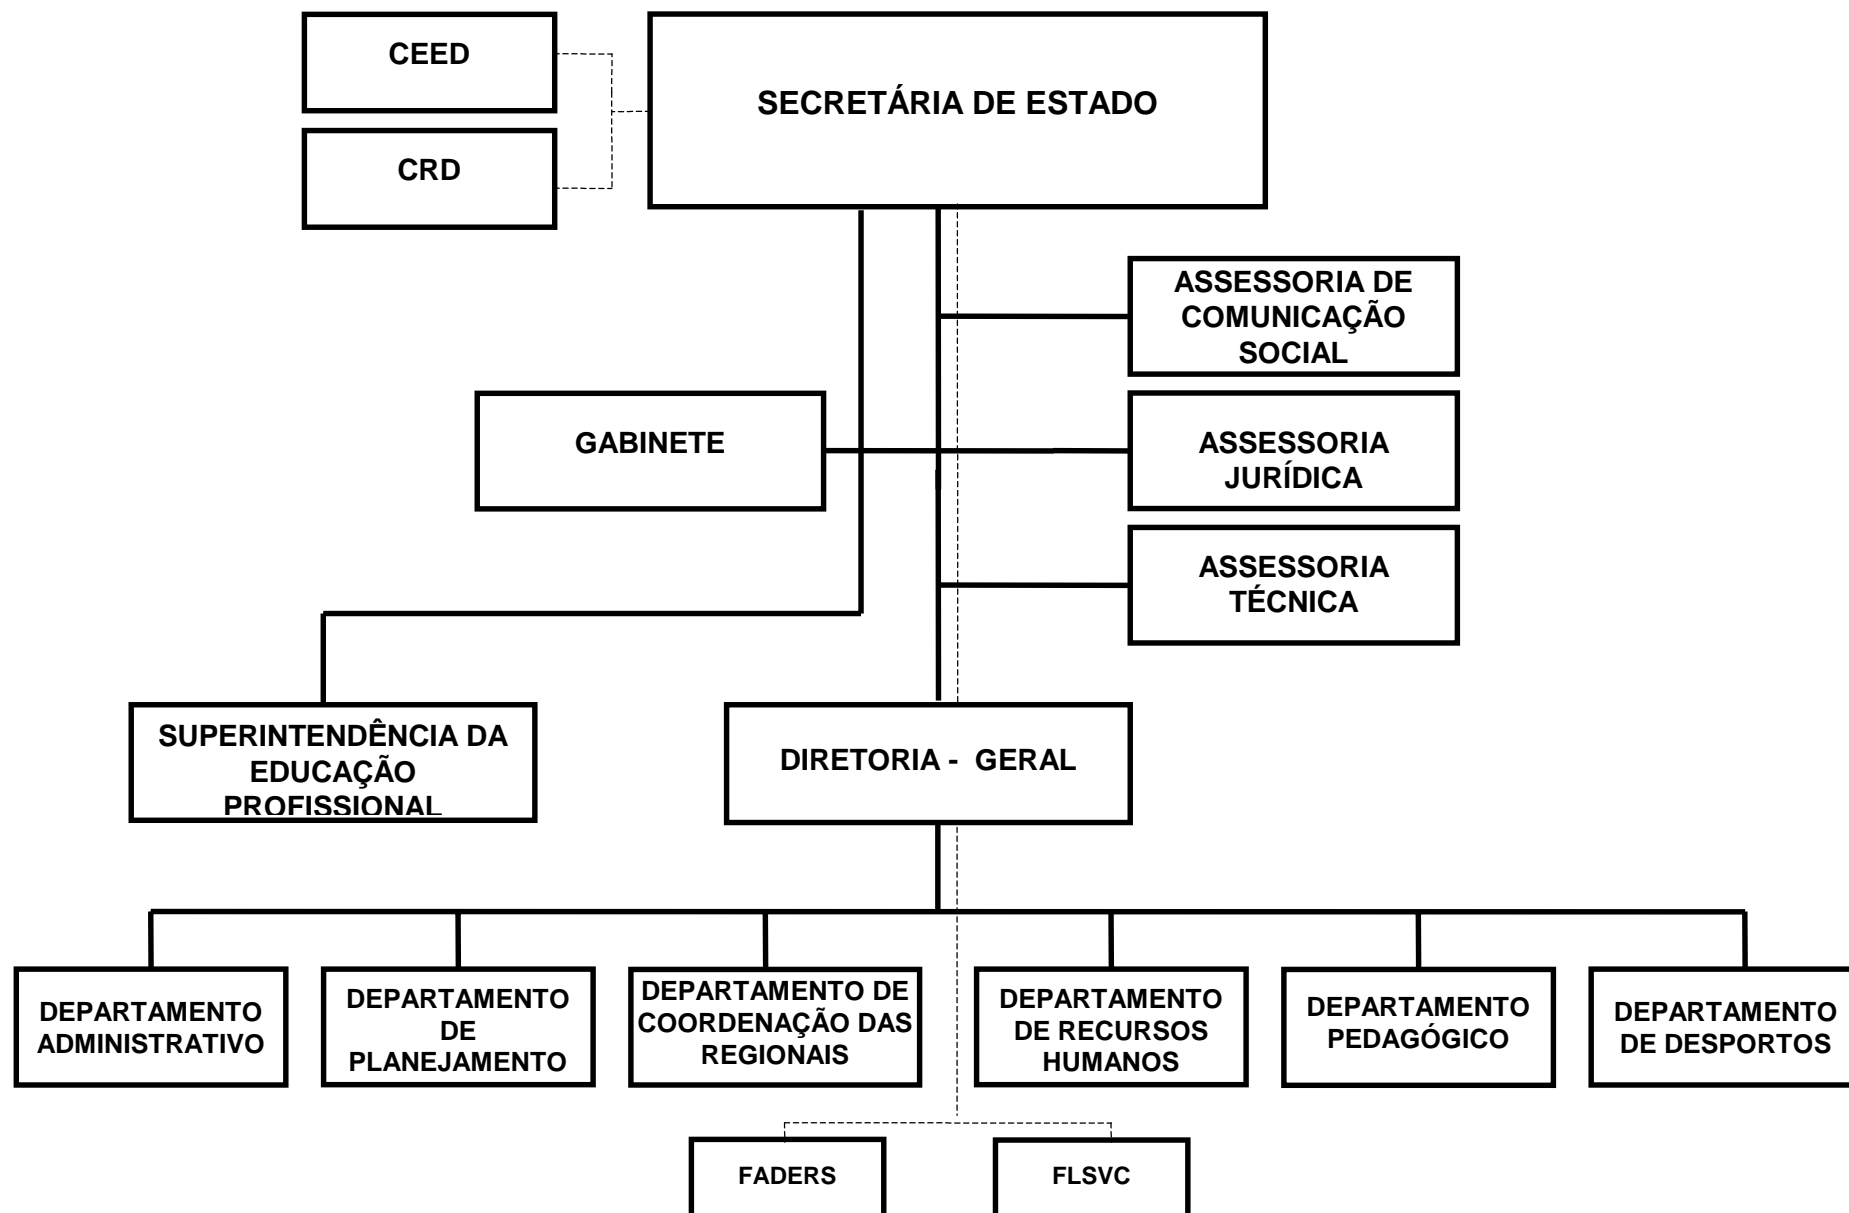 CEED
SECRETÁRIA DE ESTADO
CRD
ASSESSORIA DE
COMUNICAÇÃO
SOCIAL
GABINETE
ASSESSORIA
JURÍDICA
ASSESSORIA
TÉCNICA
SUPERINTENDÊNCIA DA
EDUCAÇÃO
PROFISSIONAL
DIRETORIA - GERAL
DEPARTAMENTO
ADMINISTRATIVO
DEPARTAMENTO
DE
PLANEJAMENTO
DEPARTAMENTO DE
COORDENAÇÃO DAS
REGIONAIS
DEPARTAMENTO
DE RECURSOS
HUMANOS
DEPARTAMENTO
PEDAGÓGICO
DEPARTAMENTO
DE DESPORTOS
FADERS
FLSVC